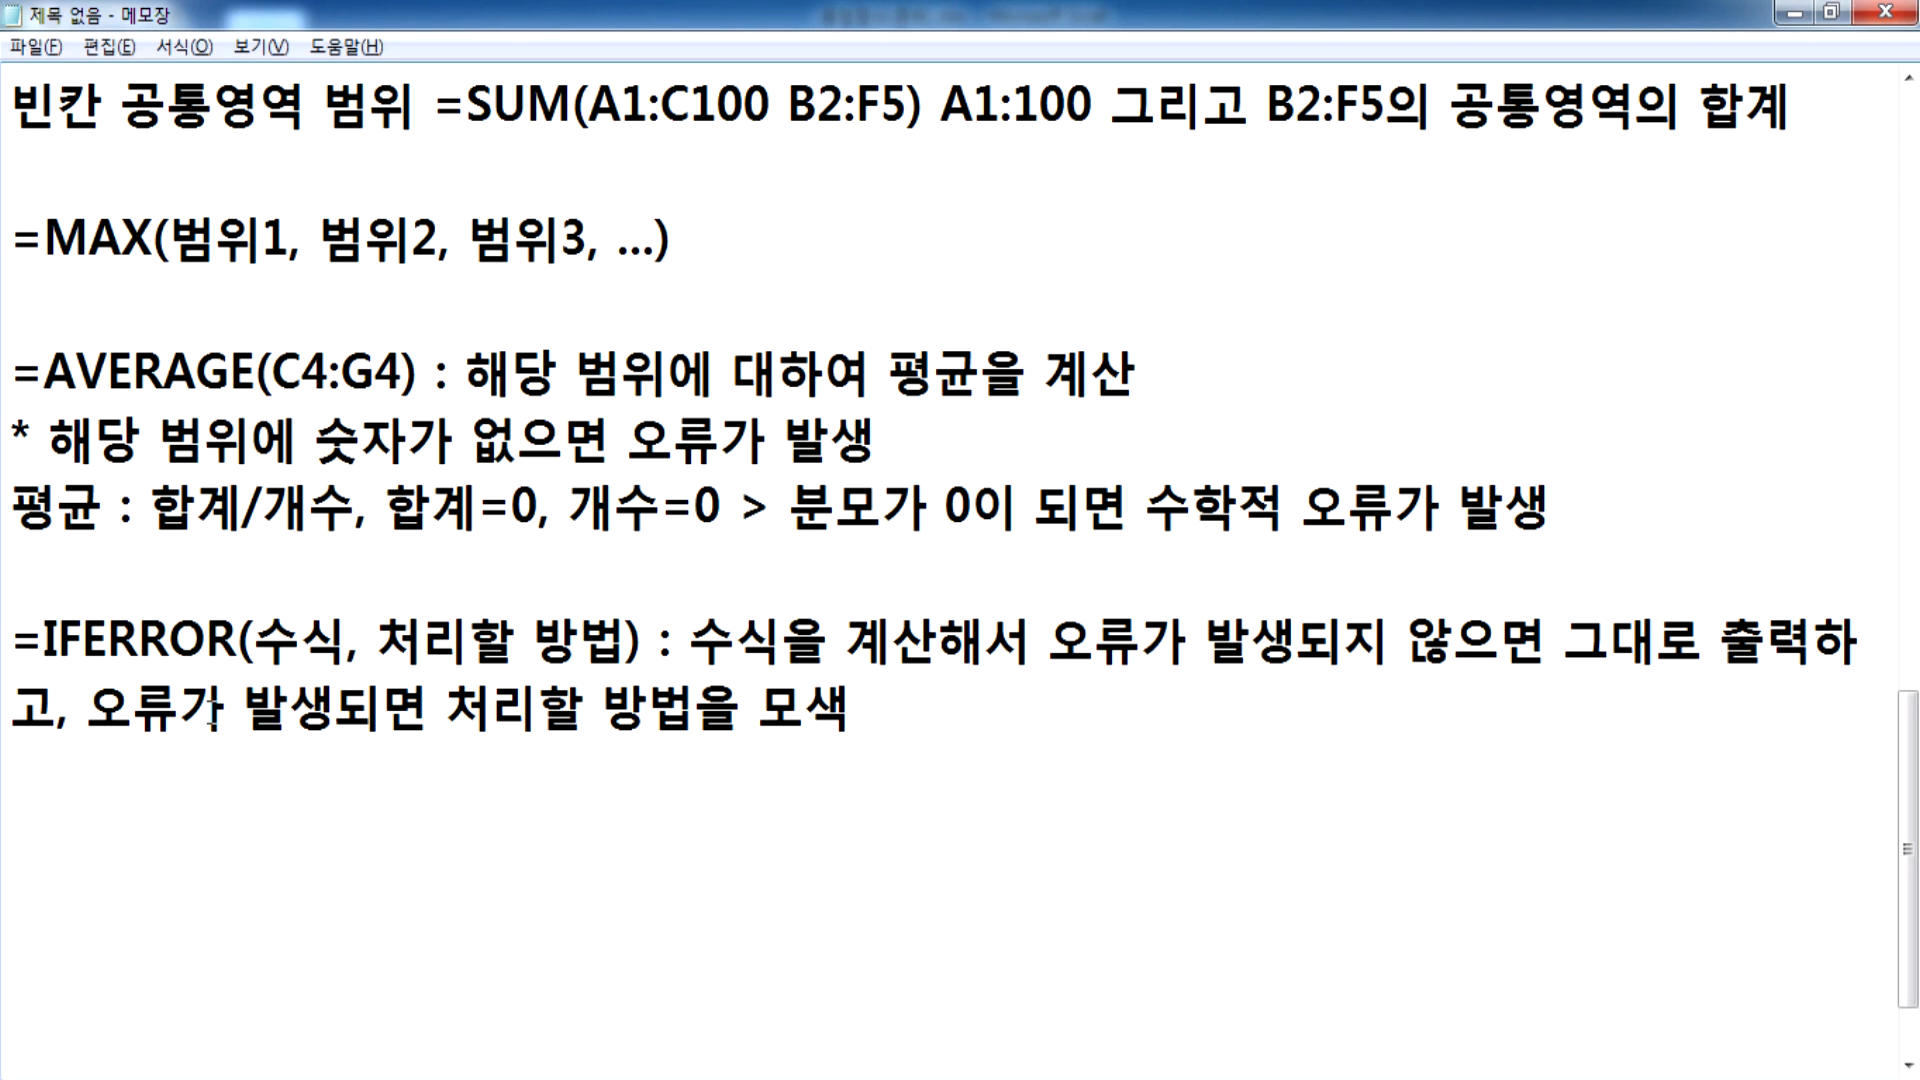 제목 없음 - 메모장
파일(F) 편집(E) 서식(O) 보기(V) 도움말(H)
빈칸 공통영역 범위 =SUM(A1:C100 B2:F5) A1:100 그리고 B2:F5의 공통영역의 합계
=MAX(범위1, 범위2, 범위3, ...)
=AVERAGE(C4:G4) : 해당 범위에 대하여 평균을 계산
* 해당 범위에 숫자가 없으면 오류가 발생
평균 : 합계/개수, 합계=0, 개수=0 > 분모가 0이 되면 수학적 오류가 발생
=IFERROR(수식, 처리할 방법) : 수식을 계산해서 오류가 발생되지 않으면 그대로 출력하
고, 오류가 발생되면 처리할 방법을 모색